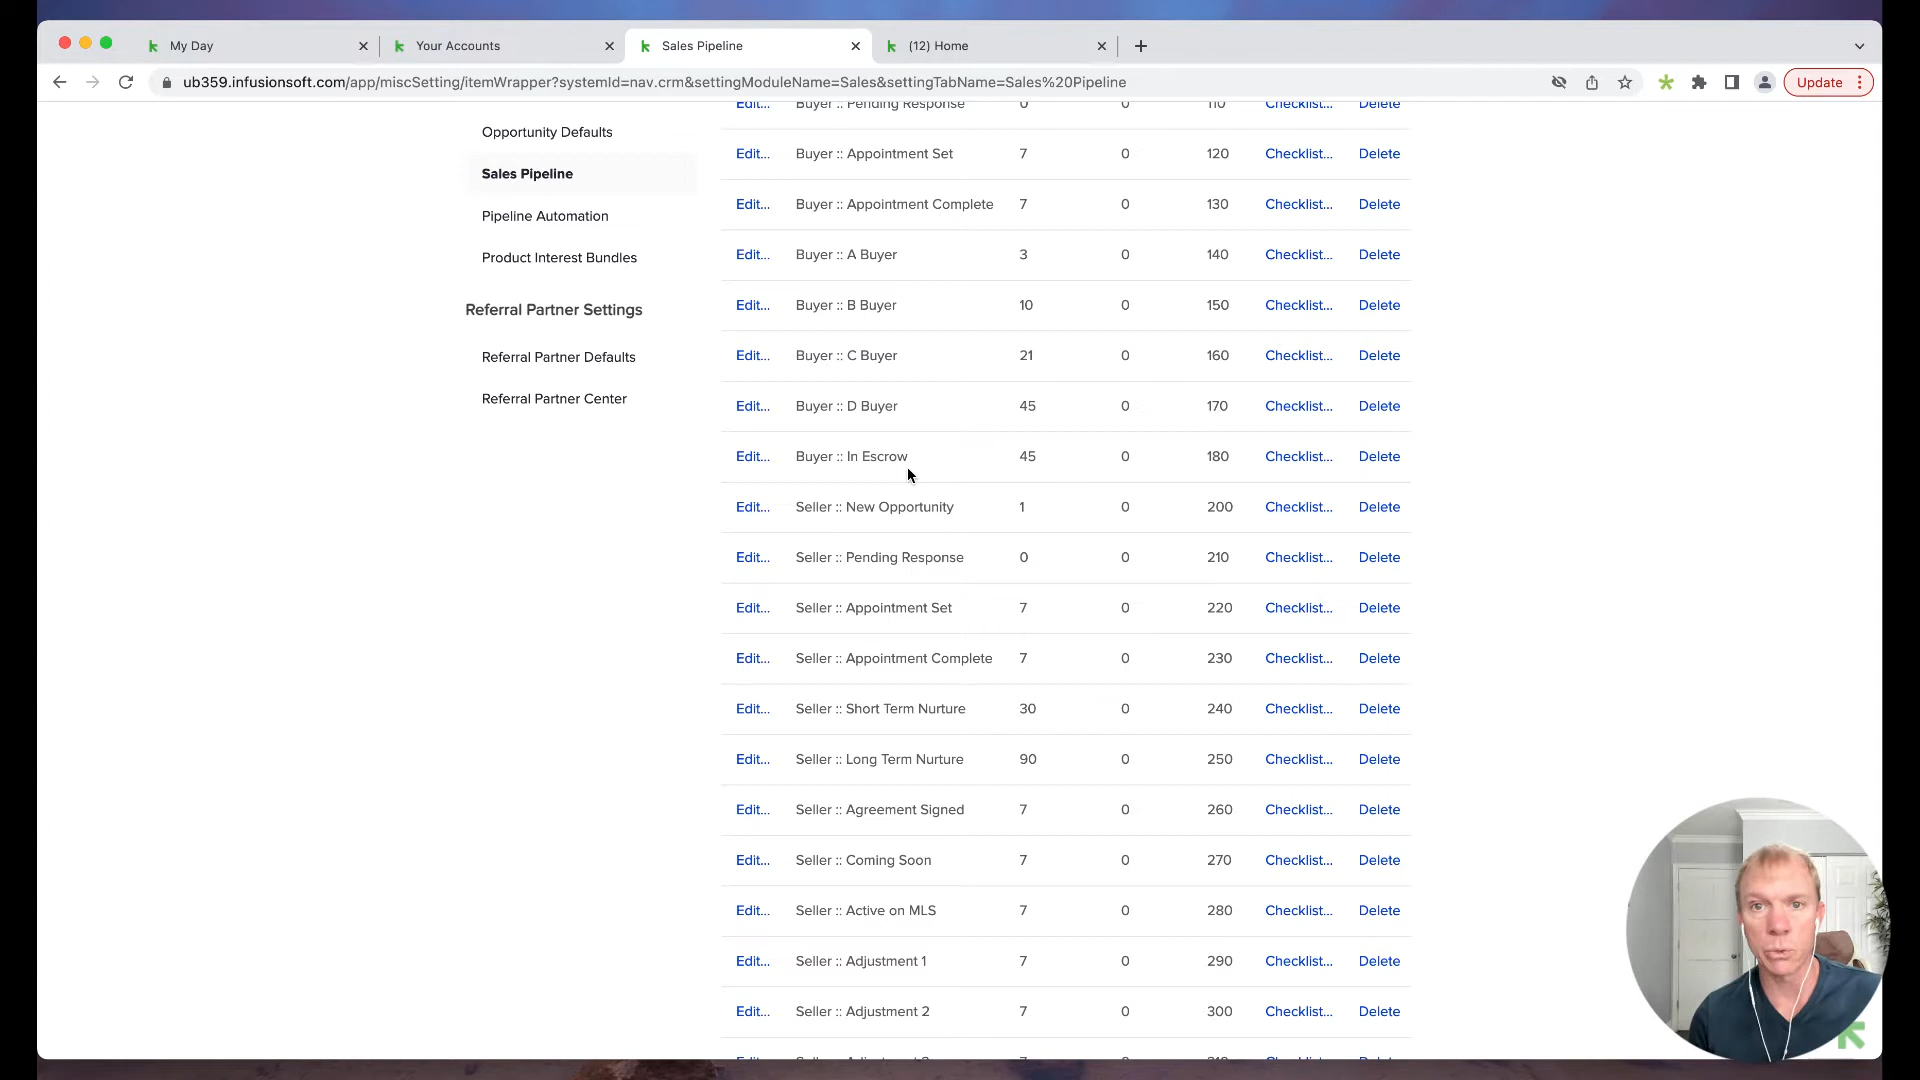 My Day
Your Accounts
Sales Pipeline
(12) Home
ub359.infusionsoft.com/app/miscSetting/itemWrapper?systemId=nav.crm&settingModuleName=Sales&settingTabName=Sales%20Pipeline
Update
Opportunity Defaults
Sales Pipeline
Pipeline Automation
Product Interest Bundles
Referral Partner Settings
Referral Partner Defaults
Referral Partner Center
Edit... Buyer :: Pending Response 0 0 110 Checklist... Delete
Edit... Buyer :: Appointment Set 7 0 120 Checklist... Delete
Edit... Buyer :: Appointment Complete 7 0 130 Checklist... Delete
Edit... Buyer :: A Buyer 3 0 140 Checklist... Delete
Edit... Buyer :: B Buyer 10 0 150 Checklist... Delete
Edit... Buyer :: C Buyer 21 0 160 Checklist... Delete
Edit... Buyer :: D Buyer 45 0 170 Checklist... Delete
Edit... Buyer :: In Escrow 45 0 180 Checklist... Delete
Edit... Seller :: New Opportunity 1 0 200 Checklist... Delete
Edit... Seller :: Pending Response 0 0 210 Checklist... Delete
Edit... Seller :: Appointment Set 7 0 220 Checklist... Delete
Edit... Seller :: Appointment Complete 7 0 230 Checklist... Delete
Edit... Seller :: Short Term Nurture 30 0 240 Checklist... Delete
Edit... Seller :: Long Term Nurture 90 0 250 Checklist... Delete
Edit... Seller :: Agreement Signed 7 0 260 Checklist... Delete
Edit... Seller :: Coming Soon 7 0 270 Checklist... Delete
Edit... Seller :: Active on MLS 7 0 280 Checklist... Delete
Edit... Seller :: Adjustment 1 7 0 290 Checklist... Delete
Edit... Seller :: Adjustment 2 7 0 300 Checklist... Delete